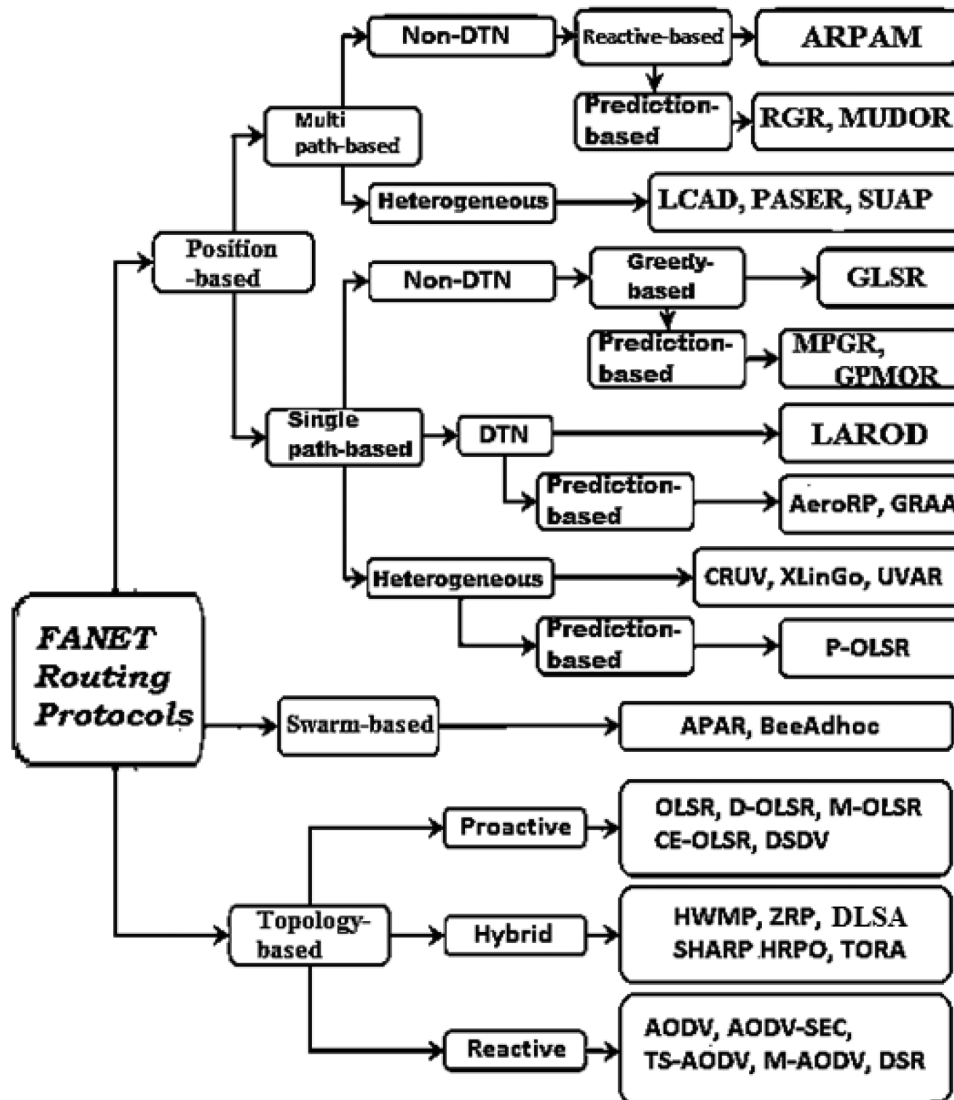 Non-DTN
Reactive-based
ARPAM
Multi
path-based
Prediction-
based
RGR, MUDOR
Heterogeneous
LCAD, PASER, SUAP
Position
-based
Non-DTN
Greedy-
based
GLSR
Prediction-
based
MPGR,
GPMOR
Single
path-based
DTN
LAROD
Prediction-
based
AeroRP, GRAA
Heterogeneous
CRUV, XLinGo, UVAR
Prediction-
based
P-OLSR
FANET
Routing
Protocols
Swarm-based
APAR, BeeAdhoc
Proactive
OLSR, D-OLSR, M-OLSR
CE-OLSR, DSDV
Topology-
based
Hybrid
HWMP, ZRP, DLSA
SHARP HRPO, TORA
Reactive
AODV, AODV-SEC,
TS-AODV, M-AODV, DSR